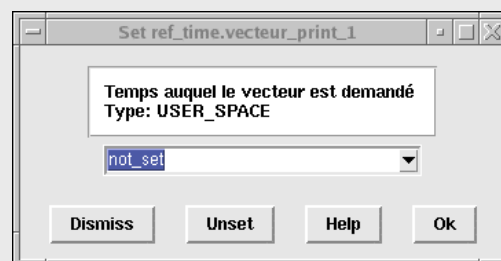 Set ref_time.vecteur_print_1
Temps auquel le vecteur est demandé
Type: USER_SPACE
not_set
Dismiss Unset Help Ok